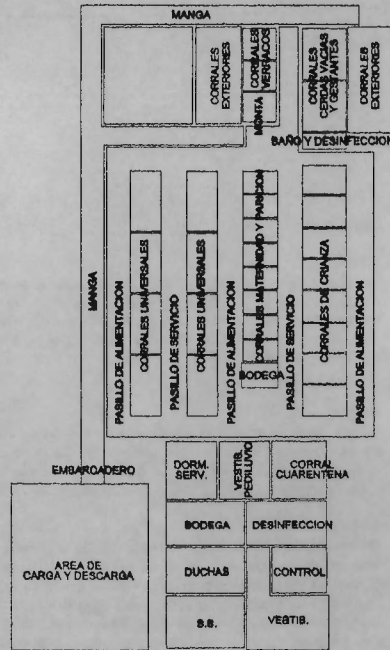 MANGA
CORRALES
EXTERIORES
CORRALES
VERRACOS
MONTA
CORRALES
CERDAS VACIAS
Y GESTANTES
CORRALES
EXTERIORES
BAÑO Y DESINFECCION
MANGA
PASILLO DE ALIMENTACION
CORRALES UNIVERSALES
PASILLO DE SERVICIO
CORRALES UNIVERSALES
PASILLO DE ALIMENTACION
CORRALES MATERNIDAD Y PARICION
BODEGA
PASILLO DE SERVICIO
CORRALES DE CRIANZA
PASILLO DE ALIMENTACION
EMBARCADERO
AREA DE
CARGA Y DESCARGA
DORM.
SERV.
VESTIB.
PEDILUVIO
CORRAL
CUARENTENA
BODEGA
DESINFECCION
DUCHAS
CONTROL
S.S.
VESTIB.